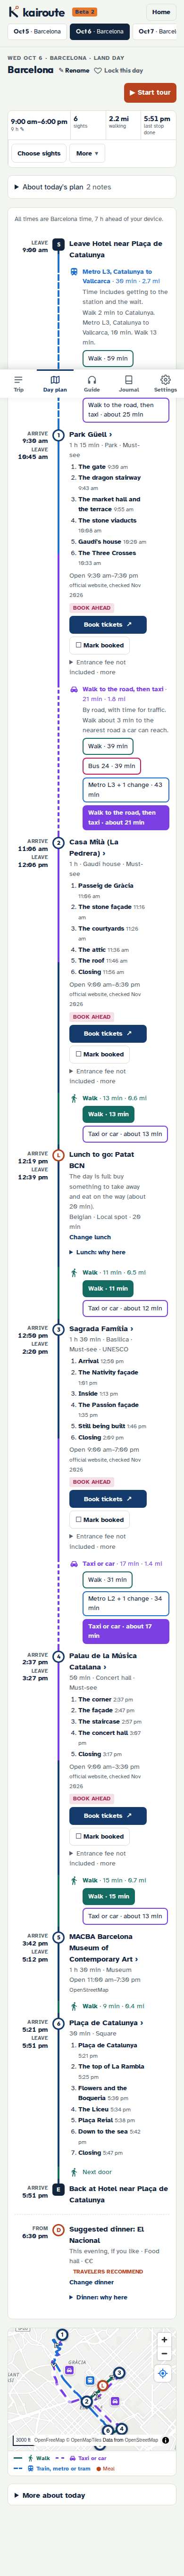 kairoute Beta 2 Home
Oct 5 · Barcelona Oct 6 · Barcelona Oct 7 · Barcel
WED OCT 6 · BARCELONA · LAND DAY
Barcelona ✎ Rename ♡ Lock this day
▶ Start tour
9:00 am–6:00 pm
6
sights
2.2 mi
walking
5:51 pm
last stop
done
Choose sights
More ▾
▶ About today's plan 2 notes
All times are Barcelona time, 7 h ahead of your device.
LEAVE
9:00 am
S
Leave Hotel near Plaça de
Catalunya
Metro L3, Catalunya to
Vallcarca · 30 min · 2.7 mi
Time includes getting to the
station and the wait.
Walk 2 min to Catalunya.
Metro L3, Catalunya to
Vallcarca, 10 min. Walk 13
min.
Walk · 59 min
Trip
Day plan
Guide
Journal
Settings
Walk to the road, then
taxi · about 25 min
ARRIVE
9:30 am
LEAVE
10:45 am
1
Park Güell ›
1 h 15 min · Park · Must-
see
1. The gate 9:30 am
2. The dragon stairway
9:43 am
3. The market hall and
the terrace 9:55 am
4. The stone viaducts
10:08 am
5. Gaudí's house 10:20 am
6. The Three Crosses
10:33 am
Open 9:30 am–7:30 pm
official website, checked Nov
2026
BOOK AHEAD
Book tickets ↗
☐ Mark booked
▶ Entrance fee not
included · more
Walk to the road, then taxi ·
21 min · 1.8 mi
By road, with time for traffic.
Walk about 3 min to the
nearest road a car can reach.
Walk · 39 min
Bus 24 · 39 min
Metro L3 + 1 change · 43
min
Walk to the road, then
taxi · about 21 min
ARRIVE
11:06 am
LEAVE
12:06 pm
2
Casa Milà (La
Pedrera) ›
1 h · Gaudí house · Must-
see
1. Passeig de Gràcia
11:06 am
2. The stone façade 11:16
am
3. The courtyards 11:26
am
4. The attic 11:36 am
5. The roof 11:46 am
6. Closing 11:56 am
Open 9:00 am–8:30 pm
official website, checked Nov
2026
BOOK AHEAD
Book tickets ↗
☐ Mark booked
▶ Entrance fee not
included · more
Walk · 13 min · 0.6 mi
Walk · 13 min
Taxi or car · about 13 min
ARRIVE
12:19 pm
LEAVE
12:39 pm
L
Lunch to go: Patat
BCN
The day is full: buy
something to take away
and eat on the way (about
20 min).
Belgian · Local spot · 20
min
Change lunch
▶ Lunch: why here
Walk · 11 min · 0.5 mi
Walk · 11 min
Taxi or car · about 12 min
ARRIVE
12:50 pm
LEAVE
2:20 pm
3
Sagrada Família ›
1 h 30 min · Basilica ·
Must-see · UNESCO
1. Arrival 12:50 pm
2. The Nativity façade
1:01 pm
3. Inside 1:13 pm
4. The Passion façade
1:35 pm
5. Still being built 1:46 pm
6. Closing 2:09 pm
Open 9:00 am–7:00 pm
official website, checked Nov
2026
BOOK AHEAD
Book tickets ↗
☐ Mark booked
▶ Entrance fee not
included · more
Taxi or car · 17 min · 1.4 mi
Walk · 31 min
Metro L2 + 1 change · 34
min
Taxi or car · about 17
min
ARRIVE
2:37 pm
LEAVE
3:27 pm
4
Palau de la Música
Catalana ›
50 min · Concert hall ·
Must-see
1. The corner 2:37 pm
2. The façade 2:47 pm
3. The staircase 2:57 pm
4. The concert hall 3:07
pm
5. Closing 3:17 pm
Open 9:00 am–3:30 pm
official website, checked Nov
2026
BOOK AHEAD
Book tickets ↗
☐ Mark booked
▶ Entrance fee not
included · more
Walk · 15 min · 0.7 mi
Walk · 15 min
Taxi or car · about 13 min
ARRIVE
3:42 pm
LEAVE
5:12 pm
5
MACBA Barcelona
Museum of
Contemporary Art ›
1 h 30 min · Museum
Open 11:00 am–7:30 pm
OpenStreetMap
Walk · 9 min · 0.4 mi
ARRIVE
5:21 pm
LEAVE
5:51 pm
6
Plaça de Catalunya ›
30 min · Square
1. Plaça de Catalunya
5:21 pm
2. The top of La Rambla
5:25 pm
3. Flowers and the
Boqueria 5:30 pm
4. The Liceu 5:34 pm
5. Plaça Reial 5:38 pm
6. Down to the sea 5:42
pm
7. Closing 5:47 pm
Next door
ARRIVE
5:51 pm
E
Back at Hotel near Plaça de
Catalunya
FROM
6:30 pm
D
Suggested dinner: El
Nacional
This evening, if you like · Food
hall · €€
TRAVELERS RECOMMEND
Change dinner
▶ Dinner: why here
GRÀCIA
1
3
L
2
6
4
+
−
3000 ft
OpenFreeMap © OpenMapTiles Data from OpenStreetMap
Walk Taxi or car
Train, metro or tram Meal
▶ More about today